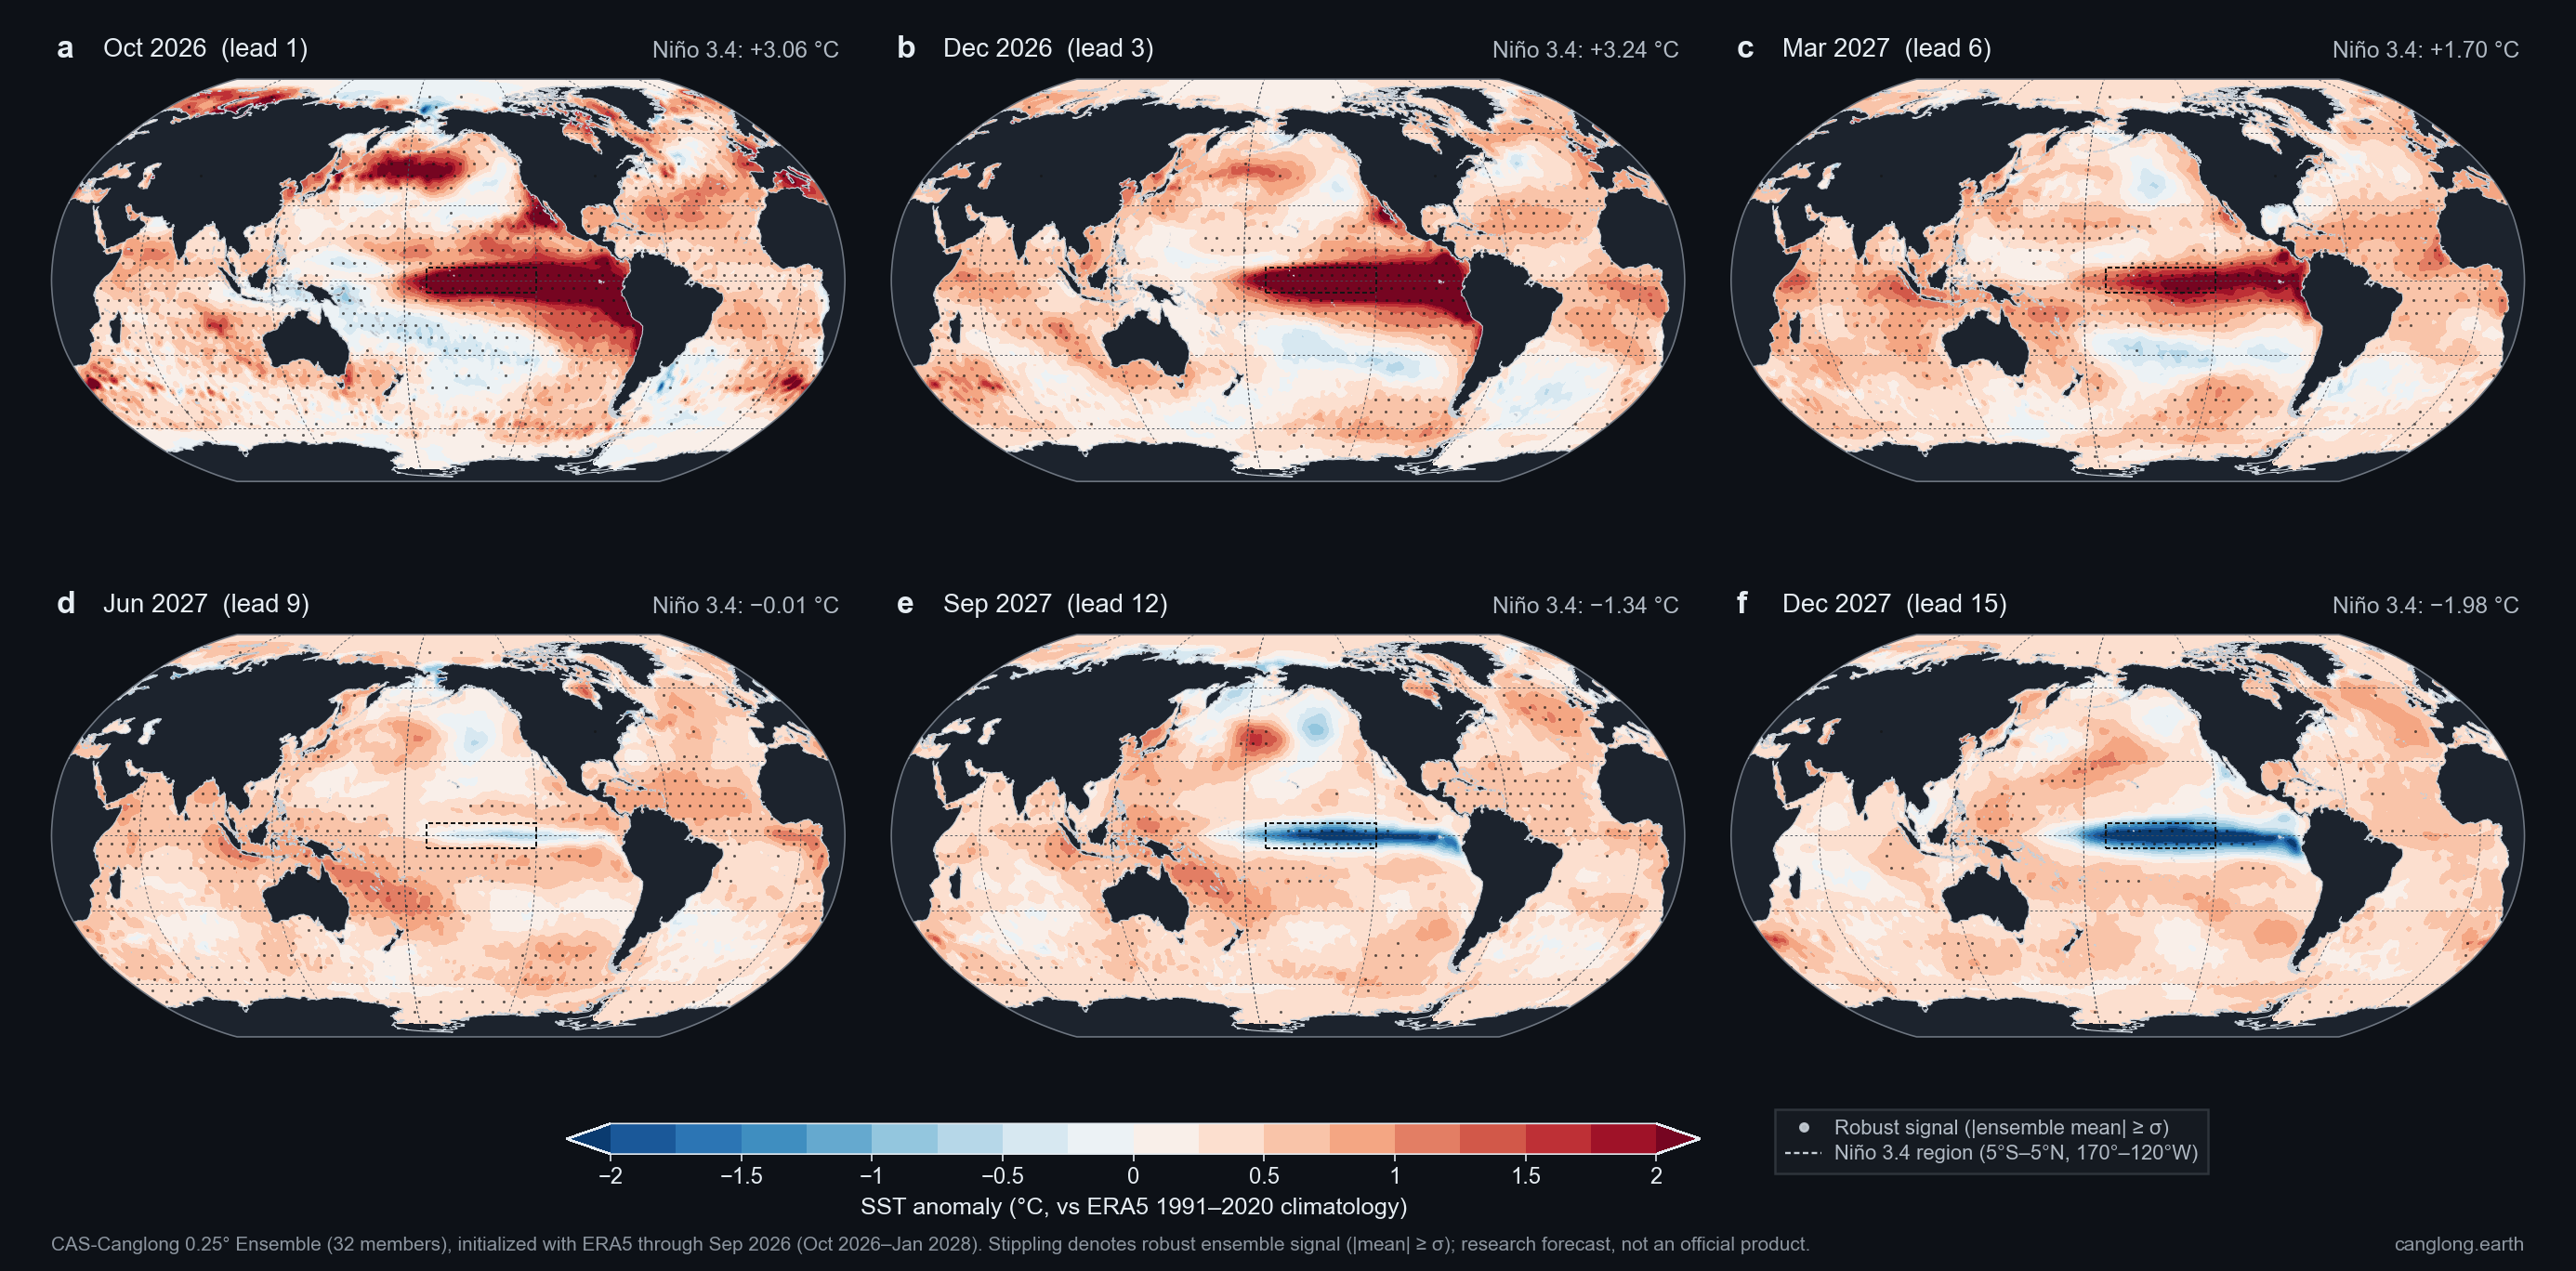 a Oct 2026 (lead 1) Niño 3.4: +3.06 °C
b Dec 2026 (lead 3) Niño 3.4: +3.24 °C
c Mar 2027 (lead 6) Niño 3.4: +1.70 °C
d Jun 2027 (lead 9) Niño 3.4: −0.01 °C
e Sep 2027 (lead 12) Niño 3.4: −1.34 °C
f Dec 2027 (lead 15) Niño 3.4: −1.98 °C
−2 −1.5 −1 −0.5 0 0.5 1 1.5 2
SST anomaly (°C, vs ERA5 1991–2020 climatology)
Robust signal (|ensemble mean| ≥ σ)
Niño 3.4 region (5°S–5°N, 170°–120°W)
CAS-Canglong 0.25° Ensemble (32 members), initialized with ERA5 through Sep 2026 (Oct 2026–Jan 2028). Stippling denotes robust ensemble signal (|mean| ≥ σ); research forecast, not an official product.
canglong.earth